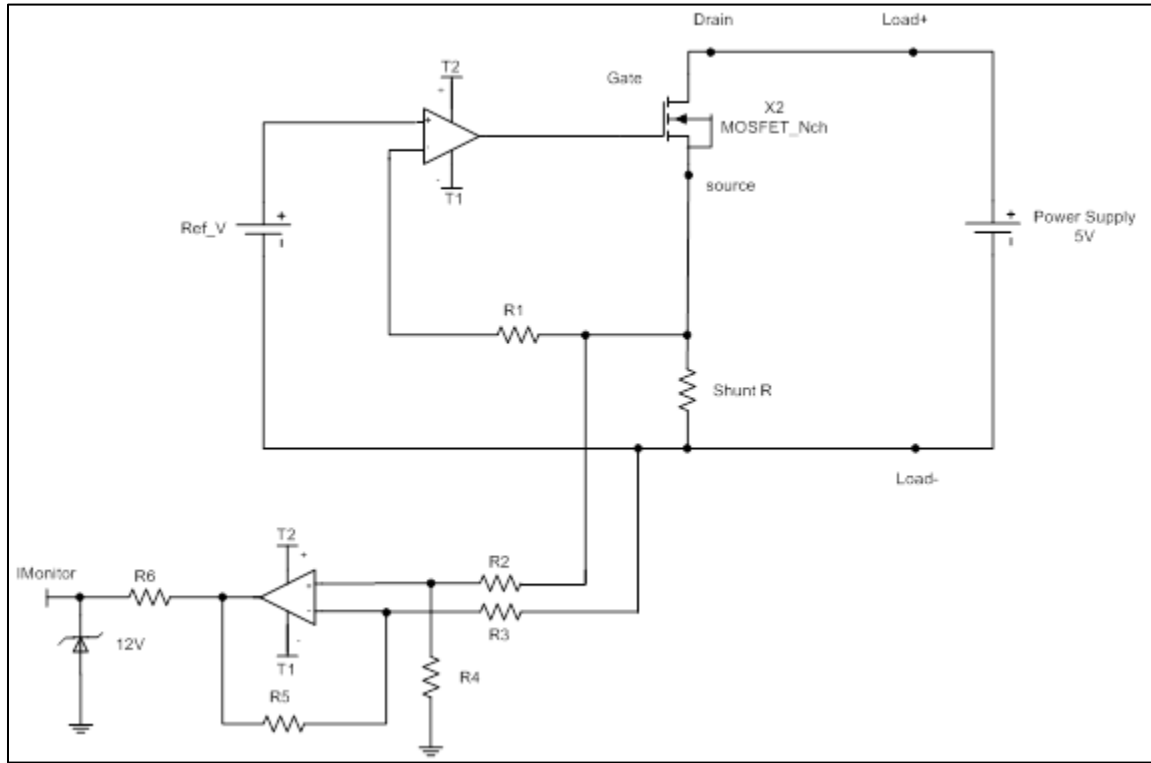 Drain
Load+
T2
+
Gate
X2
MOSFET_Nch
+
-
-
T1
source
Ref_V
+
Power Supply
5V
+
R1
Shunt R
Load-
T2
+
IMonitor
R6
R2
+
-
R3
12V
-
T1
R4
R5